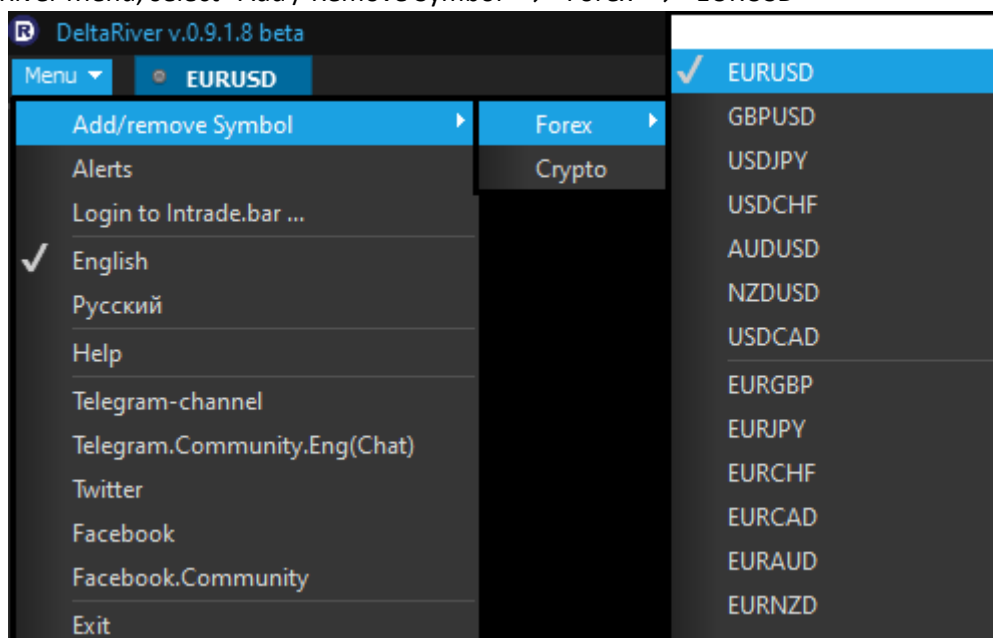 DeltaRiver v.0.9.1.8 beta
Menu
EURUSD
Add/remove Symbol
Alerts
Login to Intrade.bar ...
English
Русский
Help
Telegram-channel
Telegram.Community.Eng(Chat)
Twitter
Facebook
Facebook.Community
Exit
Forex
Crypto
EURUSD
GBPUSD
USDJPY
USDCHF
AUDUSD
NZDUSD
USDCAD
EURGBP
EURJPY
EURCHF
EURCAD
EURAUD
EURNZD